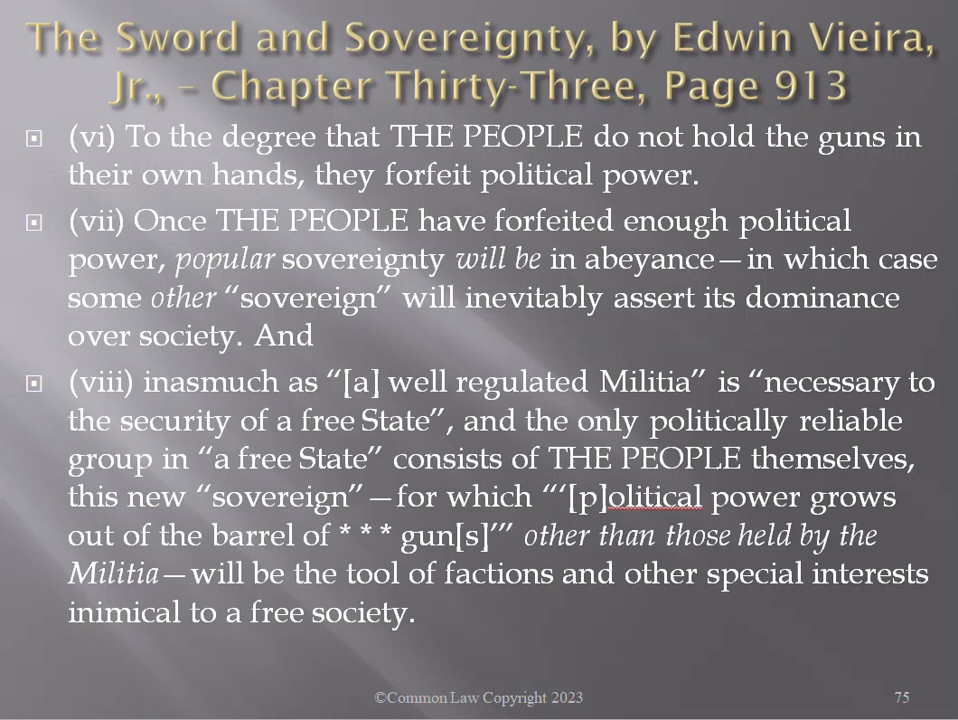 The Sword and Sovereignty, by Edwin Vieira,
Jr., – Chapter Thirty-Three, Page 913
(vi) To the degree that THE PEOPLE do not hold the guns in
their own hands, they forfeit political power.
(vii) Once THE PEOPLE have forfeited enough political
power, popular sovereignty will be in abeyance—in which case
some other “sovereign” will inevitably assert its dominance
over society. And
(viii) inasmuch as “[a] well regulated Militia” is “necessary to
the security of a free State”, and the only politically reliable
group in “a free State” consists of THE PEOPLE themselves,
this new “sovereign”—for which “‘[p]olitical power grows
out of the barrel of * * * gun[s]’” other than those held by the
Militia—will be the tool of factions and other special interests
inimical to a free society.
©Common Law Copyright 2023
75